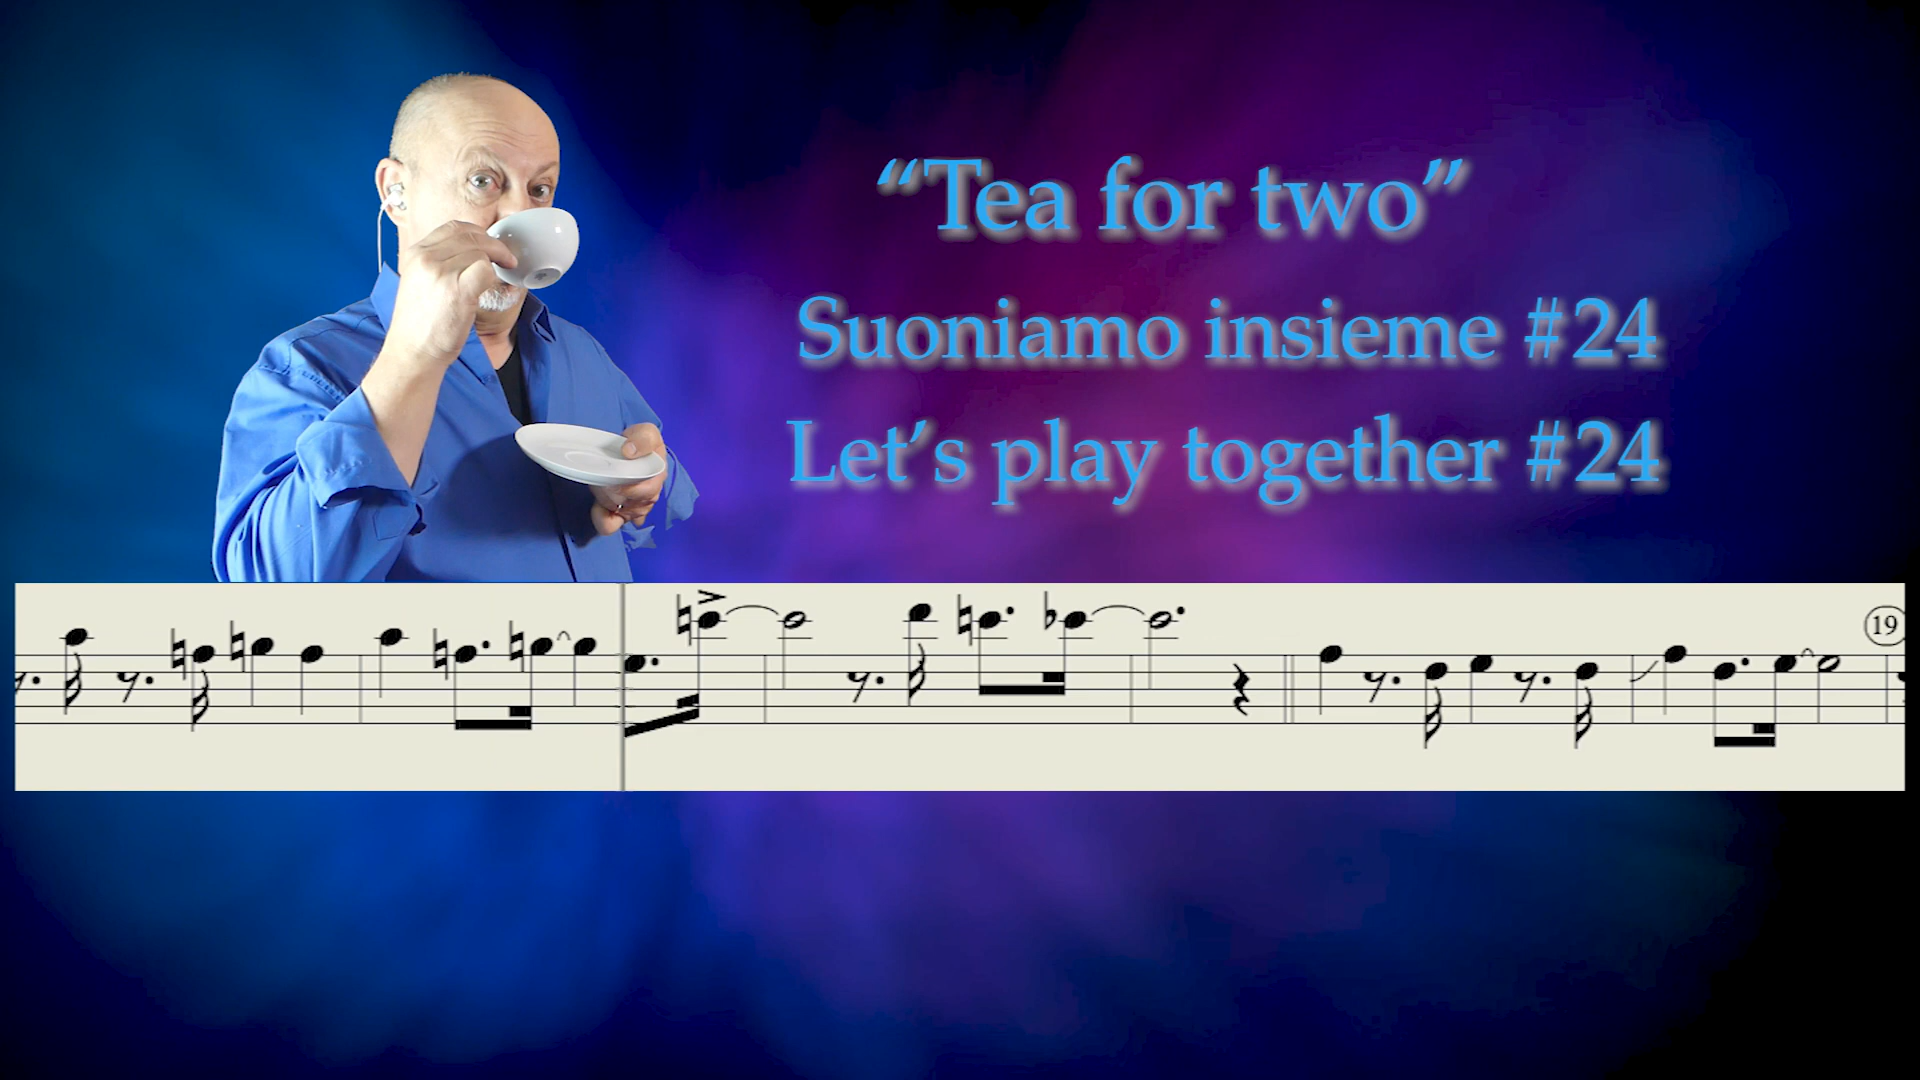 “Tea for two”
Suoniamo insieme #24
Let’s play together #24
19